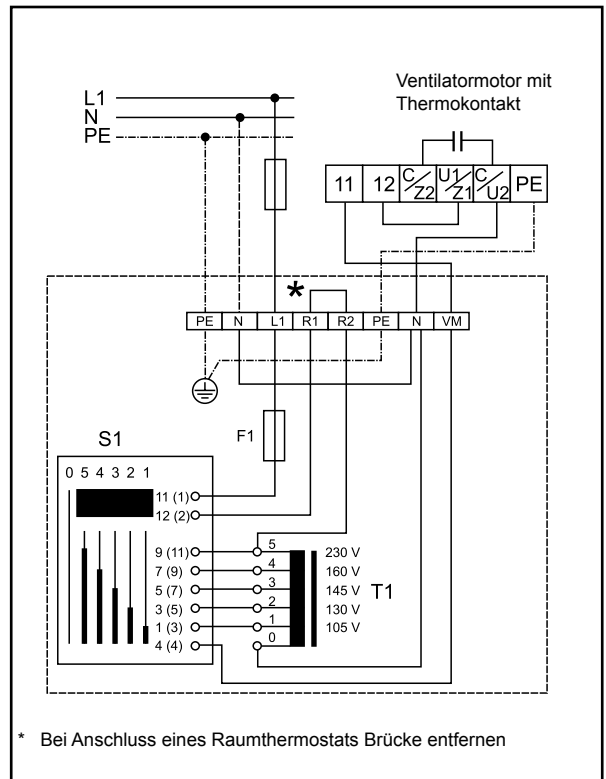 L1
N
PE
Ventilatormotor mit
Thermokontakt
11 12 C/Z2 U1/Z1 C/U2 PE
*
PE N L1 R1 R2 PE N VM
F1
S1
0 5 4 3 2 1
11 (1)
12 (2)
9 (11) 5 230 V
7 (9) 4 160 V
5 (7) 3 145 V
3 (5) 2 130 V
1 (3) 1 105 V
4 (4) 0
T1
* Bei Anschluss eines Raumthermostats Brücke entfernen